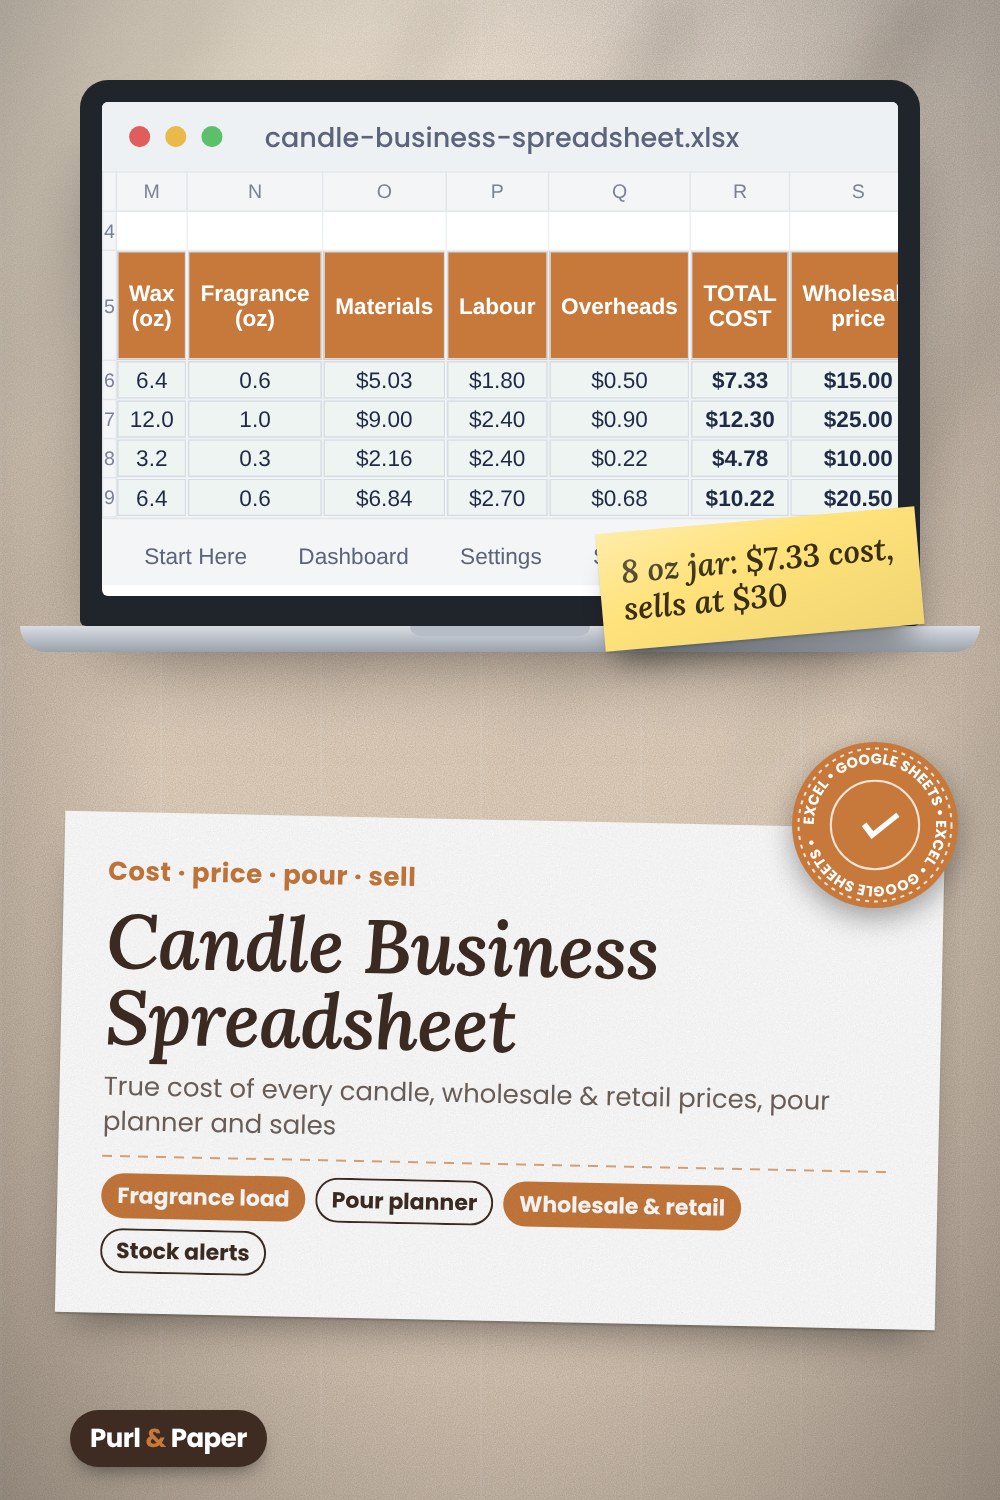 candle-business-spreadsheet.xlsx
M N O P Q R S
4
5 Wax (oz) Fragrance (oz) Materials Labour Overheads TOTAL COST Wholesal price
6 6.4 0.6 $5.03 $1.80 $0.50 $7.33 $15.00
7 12.0 1.0 $9.00 $2.40 $0.90 $12.30 $25.00
8 3.2 0.3 $2.16 $2.40 $0.22 $4.78 $10.00
9 6.4 0.6 $6.84 $2.70 $0.68 $10.22 $20.50
Start Here Dashboard Settings
8 oz jar: $7.33 cost,
sells at $30
EXCEL • GOOGLE SHEETS • EXCEL • GOOGLE SHEETS •
Cost · price · pour · sell
Candle Business
Spreadsheet
True cost of every candle, wholesale & retail prices, pour
planner and sales
Fragrance load Pour planner Wholesale & retail
Stock alerts
Purl & Paper